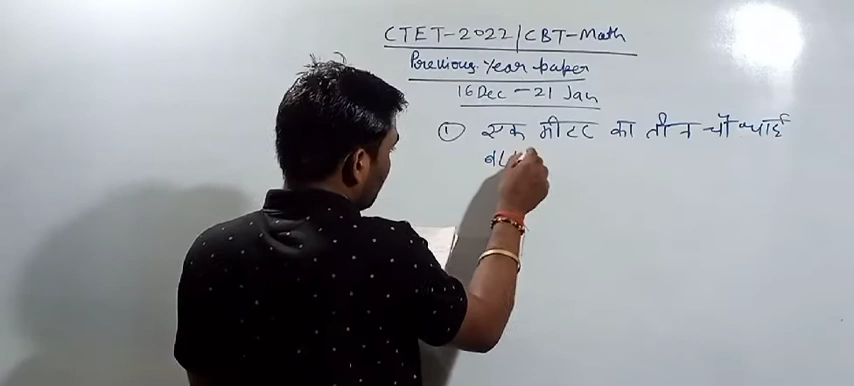 CTET-2022/CBT-Math
Previous Year paper
16 Dec - 21 Jan
① एक मीटर का तीन चौथाई